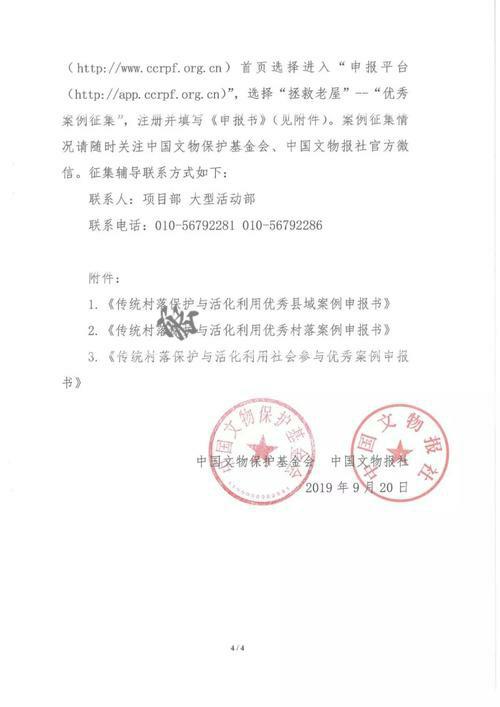 （http://www.ccrpf.org.cn）首页选择进入“申报平台
（http://app.ccrpf.org.cn)”，选择“拯救老屋”--“优秀
案例征集”，注册并填写《申报书》（见附件）。案例征集情
况请随时关注中国文物保护基金会、中国文物报社官方微
信。征集辅导联系方式如下：
联系人：项目部 大型活动部
联系电话：010-56792281 010-56792286
附件：
1.《传统村落保护与活化利用优秀县域案例申报书》
2.《传统村落 与活化利用优秀村落案例申报书》
3.《传统村落保护与活化利用社会参与优秀案例申报
书》
中国文物保护基金会
中国文物报社
中国文物保护基金会 中国文物报社
2019 年 9 月 20 日
4 / 4